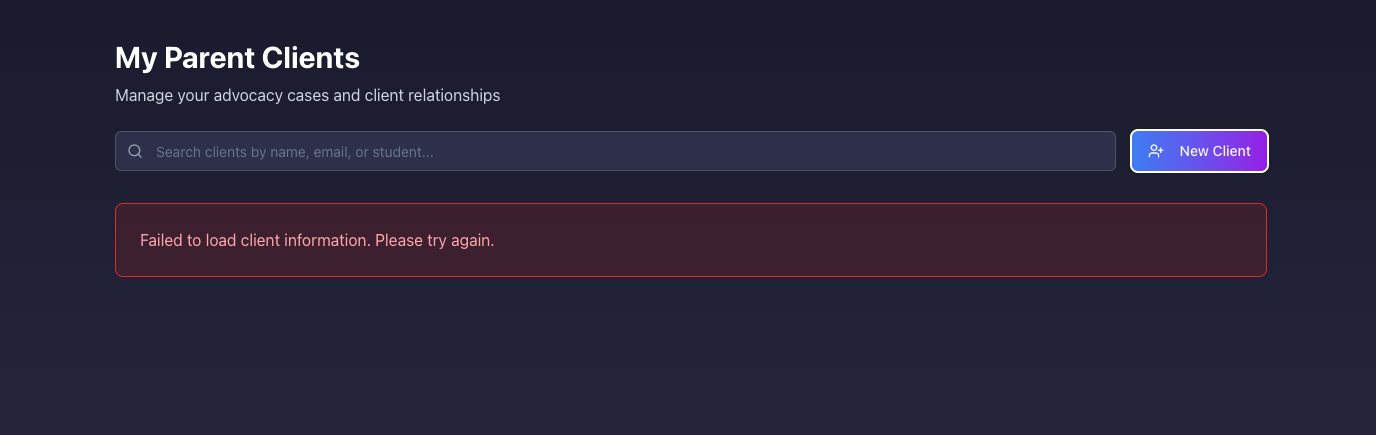 My Parent Clients
Manage your advocacy cases and client relationships
Search clients by name, email, or student...
New Client
Failed to load client information. Please try again.